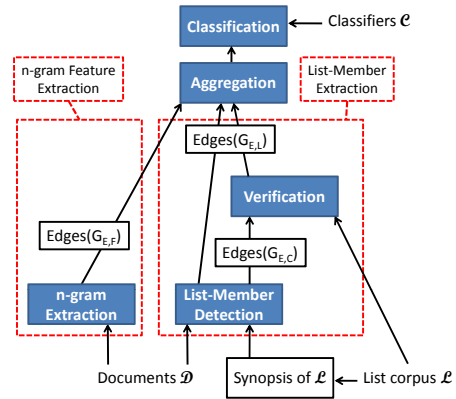 Classification
Classifiers 𝓒
n-gram Feature
Extraction
Aggregation
List-Member
Extraction
Edges(G_{E,L})
Verification
Edges(G_{E,F})
Edges(G_{E,C})
n-gram
Extraction
List-Member
Detection
Documents 𝓓
Synopsis of 𝓛
List corpus 𝓛